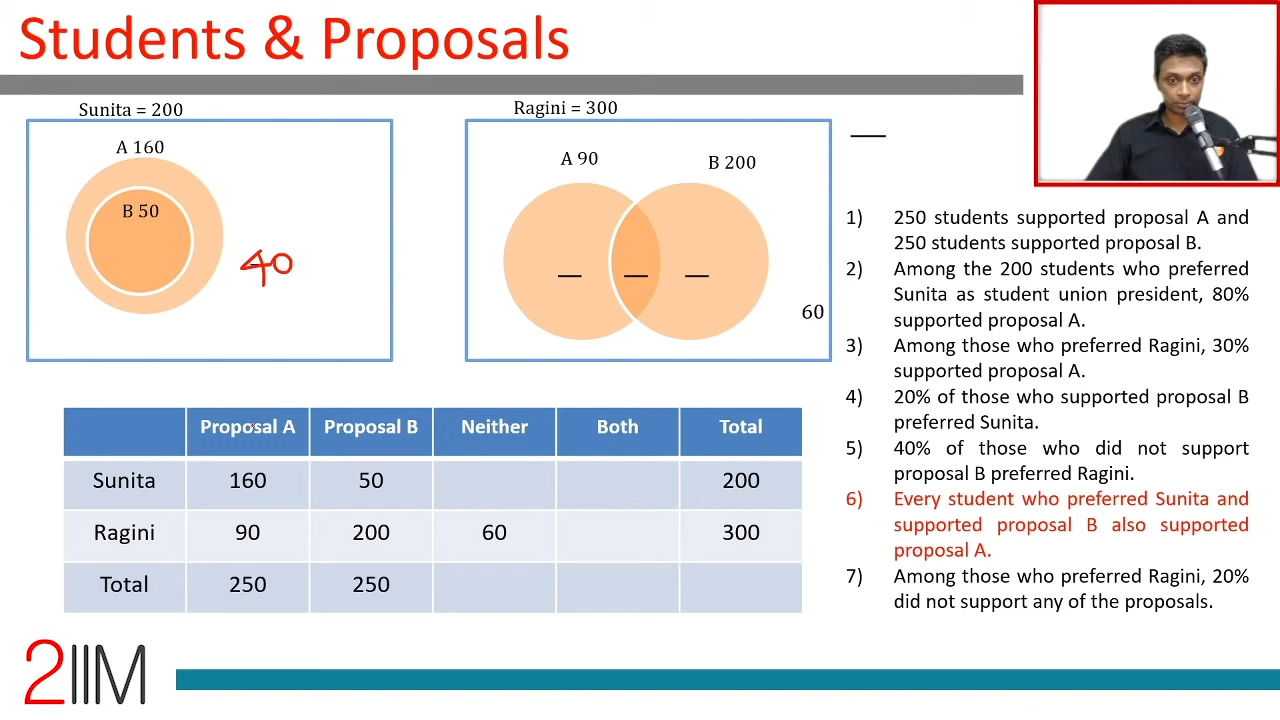 Students & Proposals
Sunita = 200
A 160
B 50
40
Ragini = 300
A 90
B 200
60
1) 250 students supported proposal A and
250 students supported proposal B.
2) Among the 200 students who preferred
Sunita as student union president, 80%
supported proposal A.
3) Among those who preferred Ragini, 30%
supported proposal A.
4) 20% of those who supported proposal B
preferred Sunita.
5) 40% of those who did not support
proposal B preferred Ragini.
6) Every student who preferred Sunita and
supported proposal B also supported
proposal A.
7) Among those who preferred Ragini, 20%
did not support any of the proposals.
Proposal A Proposal B Neither Both Total
Sunita 160 50 200
Ragini 90 200 60 300
Total 250 250
2IIM